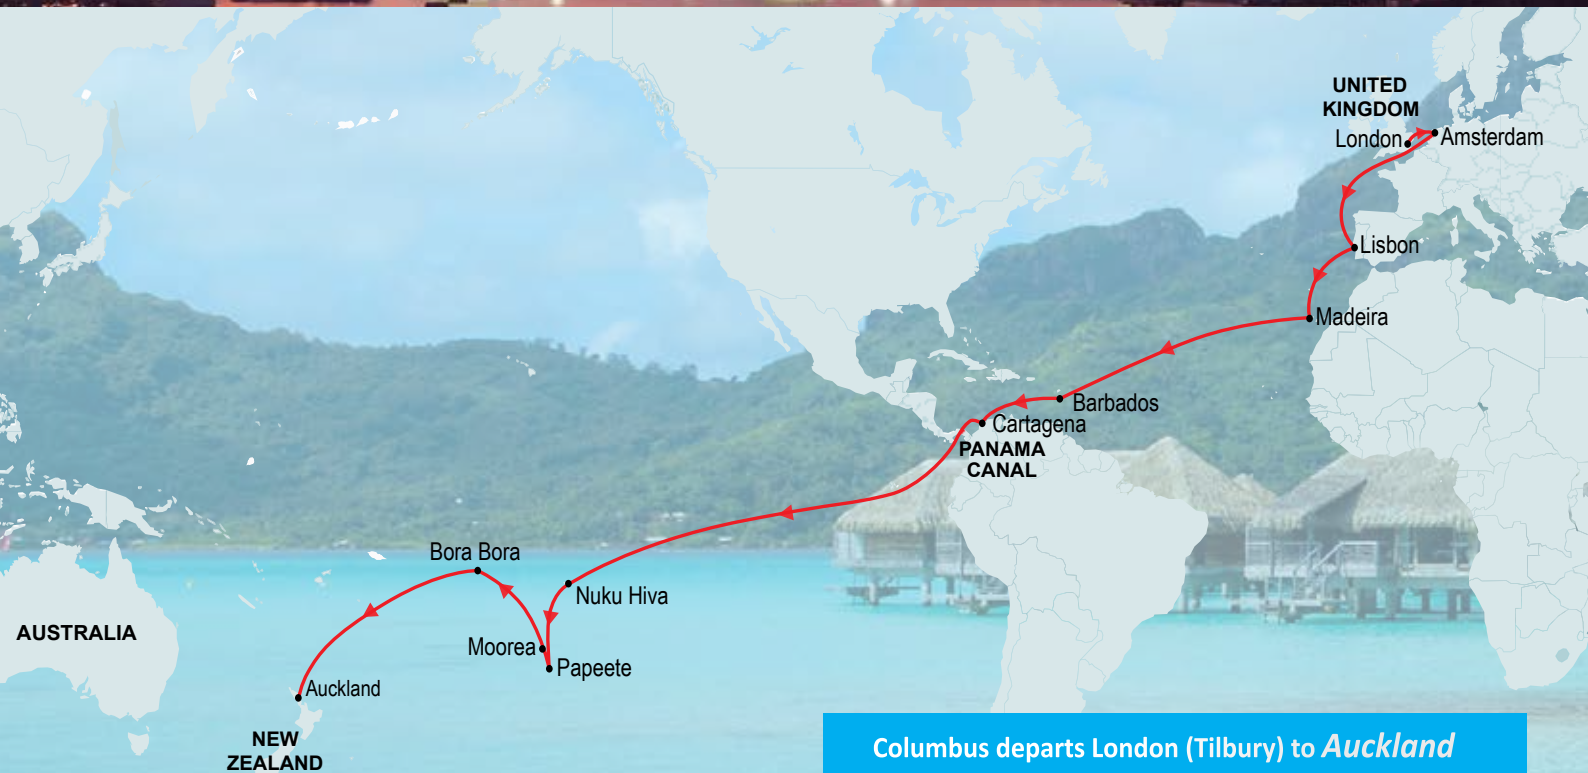 UNITED
KINGDOM
London
Amsterdam
Lisbon
Madeira
Barbados
Cartagena
PANAMA
CANAL
Bora Bora
Nuku Hiva
AUSTRALIA
Moorea
Papeete
Auckland
NEW
ZEALAND
Columbus departs London (Tilbury) to Auckland